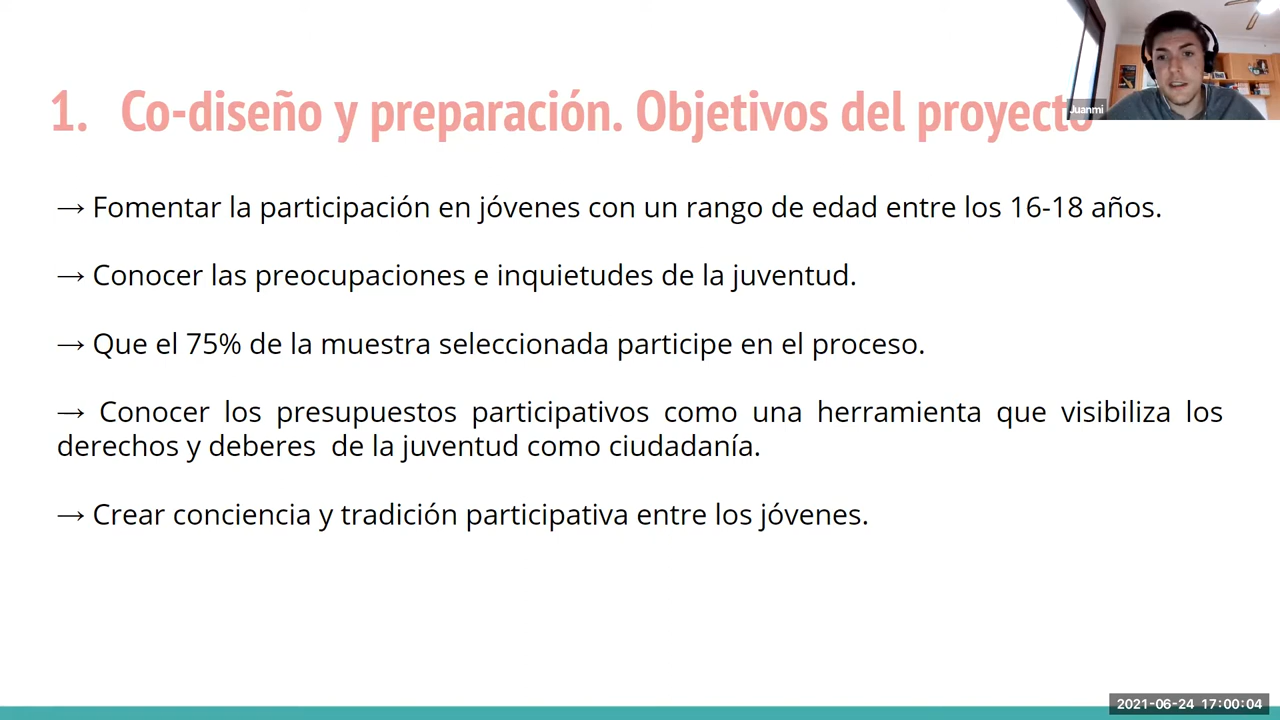 1. Co-diseño y preparación. Objetivos del proyecto
Juanmi
→ Fomentar la participación en jóvenes con un rango de edad entre los 16-18 años.
→ Conocer las preocupaciones e inquietudes de la juventud.
→ Que el 75% de la muestra seleccionada participe en el proceso.
→ Conocer los presupuestos participativos como una herramienta que visibiliza los
derechos y deberes de la juventud como ciudadanía.
→ Crear conciencia y tradición participativa entre los jóvenes.
2021-06-24 17:00:04